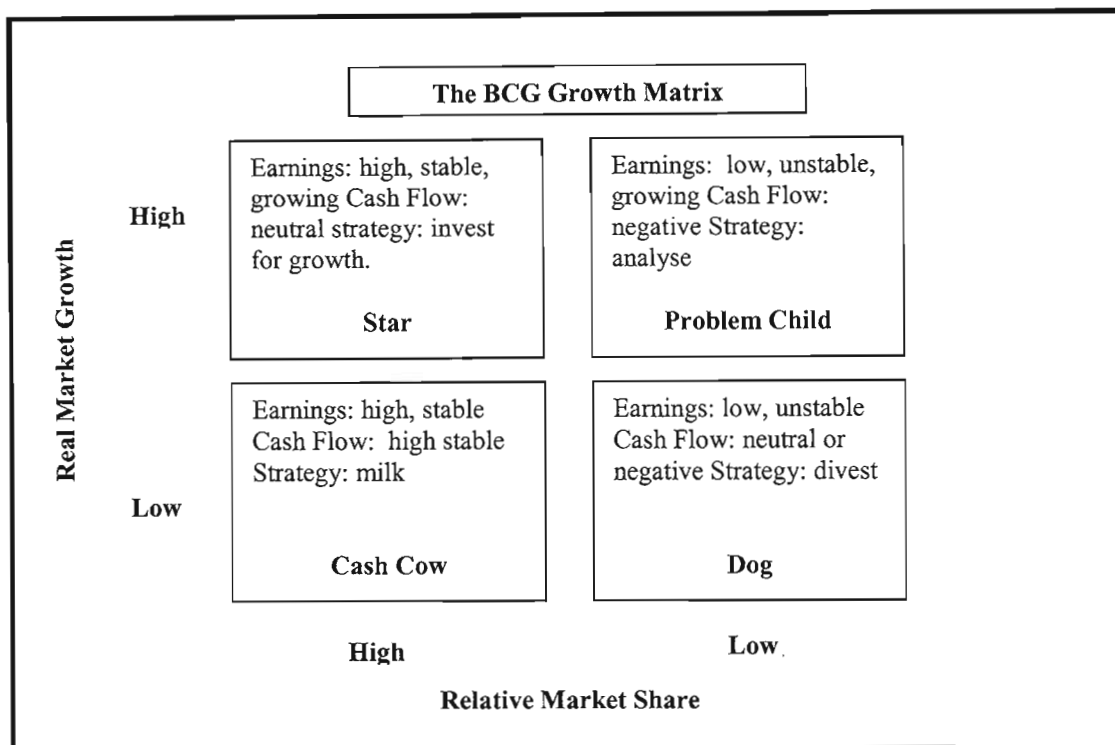 The BCG Growth Matrix
Real Market Growth
High
Earnings: high, stable,
growing Cash Flow:
neutral strategy: invest
for growth.
Star
Earnings: low, unstable,
growing Cash Flow:
negative Strategy:
analyse
Problem Child
Low
Earnings: high, stable
Cash Flow: high stable
Strategy: milk
Cash Cow
Earnings: low, unstable
Cash Flow: neutral or
negative Strategy: divest
Dog
High
Low
Relative Market Share